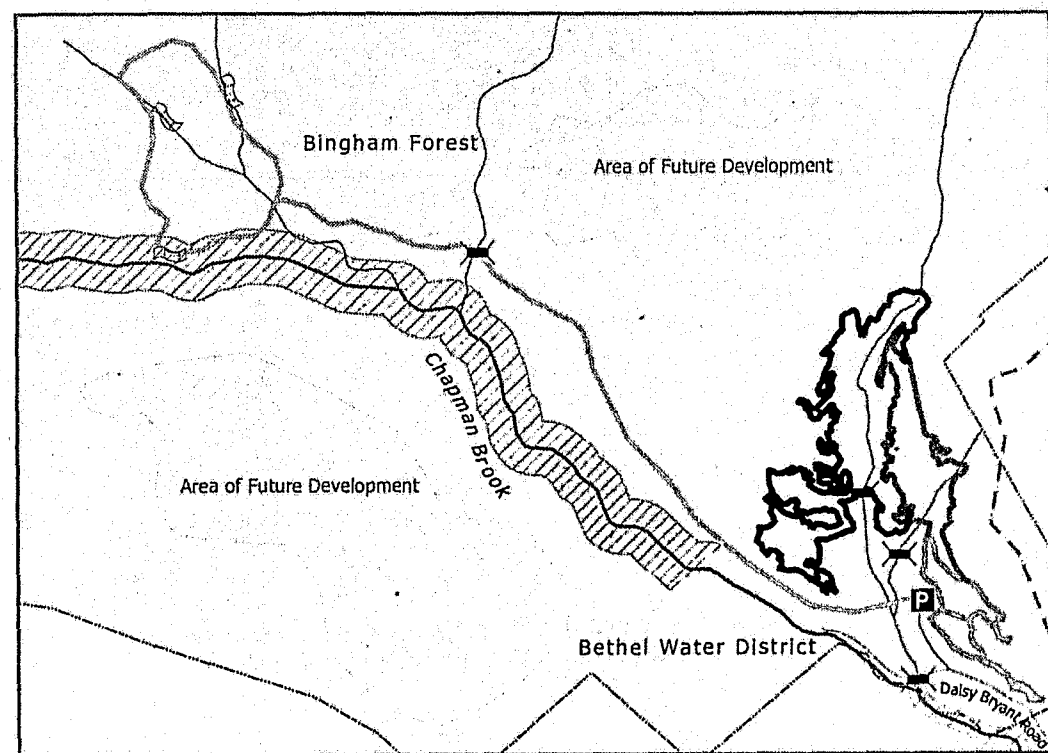 Bingham Forest
Area of Future Development
Chapman Brook
Area of Future Development
P
Bethel Water District
Daisy Bryant Road